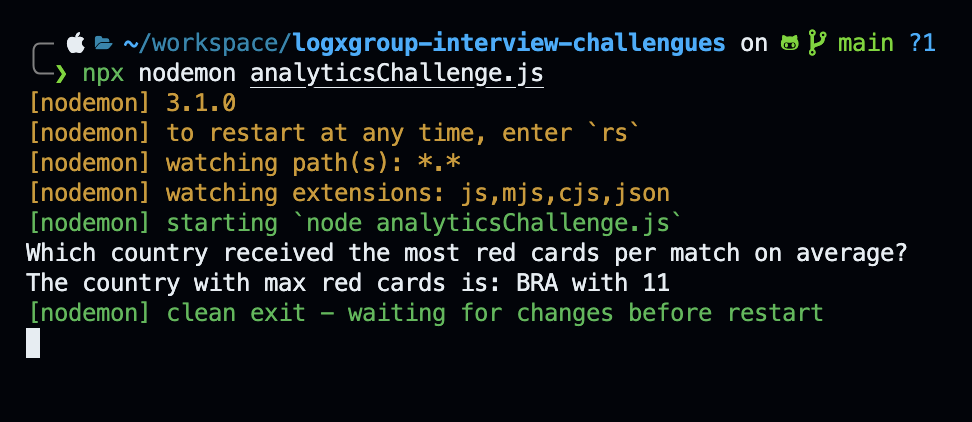 ~/workspace/logxgroup-interview-challengues on main ?1
❯ npx nodemon analyticsChallenge.js
[nodemon] 3.1.0
[nodemon] to restart at any time, enter `rs`
[nodemon] watching path(s): *.*
[nodemon] watching extensions: js,mjs,cjs,json
[nodemon] starting `node analyticsChallenge.js`
Which country received the most red cards per match on average?
The country with max red cards is: BRA with 11
[nodemon] clean exit - waiting for changes before restart